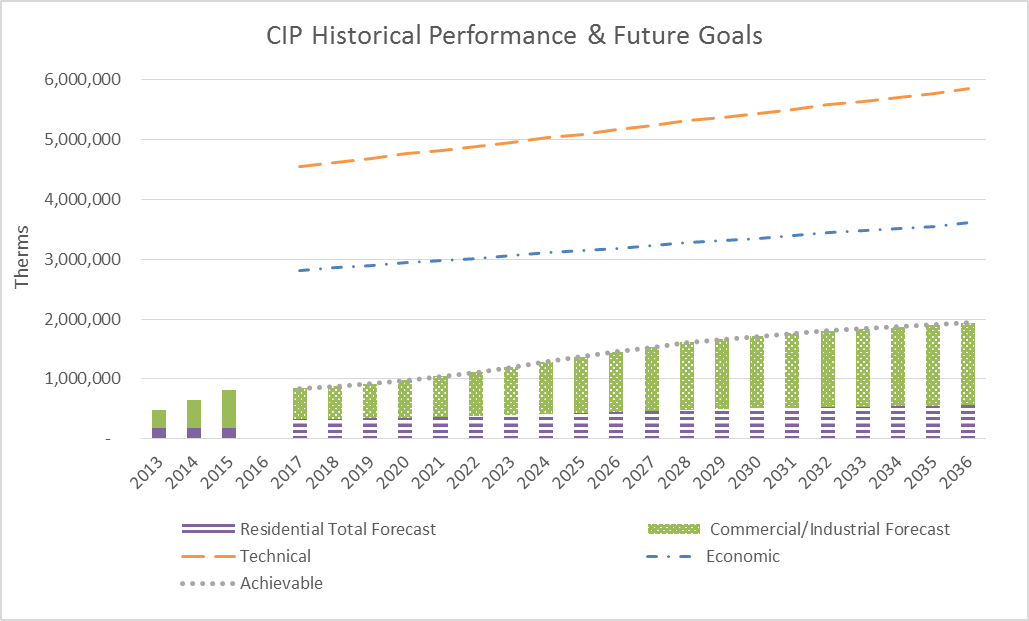 CIP Historical Performance & Future Goals
Therms
6,000,000
5,000,000
4,000,000
3,000,000
2,000,000
1,000,000
-
2013 2014 2015 2016 2017 2018 2019 2020 2021 2022 2023 2024 2025 2026 2027 2028 2029 2030 2031 2032 2033 2034 2035 2036
Residential Total Forecast Commercial/Industrial Forecast
Technical Economic
Achievable